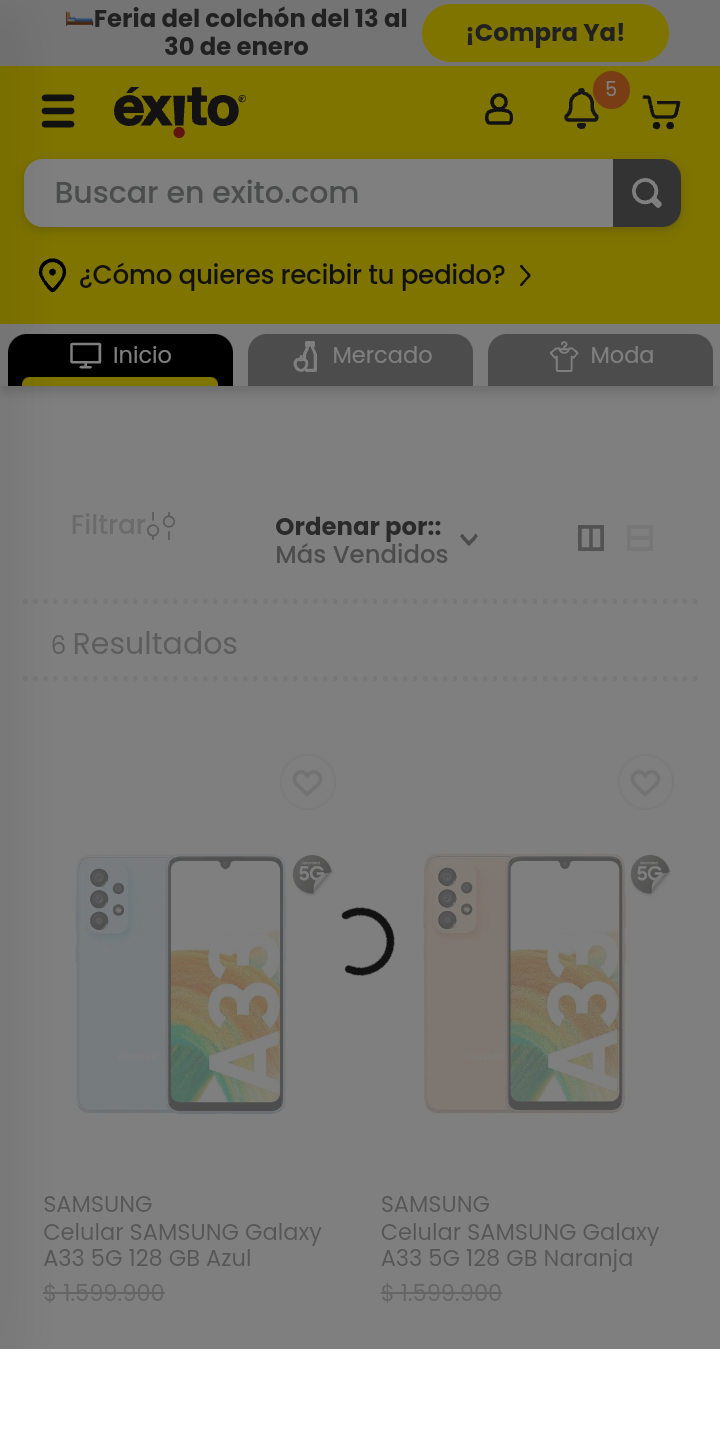 Feria del colchón del 13 al
30 de enero
¡Compra Ya!
éxito
5
Buscar en exito.com
¿Cómo quieres recibir tu pedido?
Inicio
Mercado
Moda
Filtrar
Ordenar por::
Más Vendidos
6 Resultados
5G
A33
5G
A33
SAMSUNG
Celular SAMSUNG Galaxy
A33 5G 128 GB Azul
$ 1.599.900
SAMSUNG
Celular SAMSUNG Galaxy
A33 5G 128 GB Naranja
$ 1.599.900